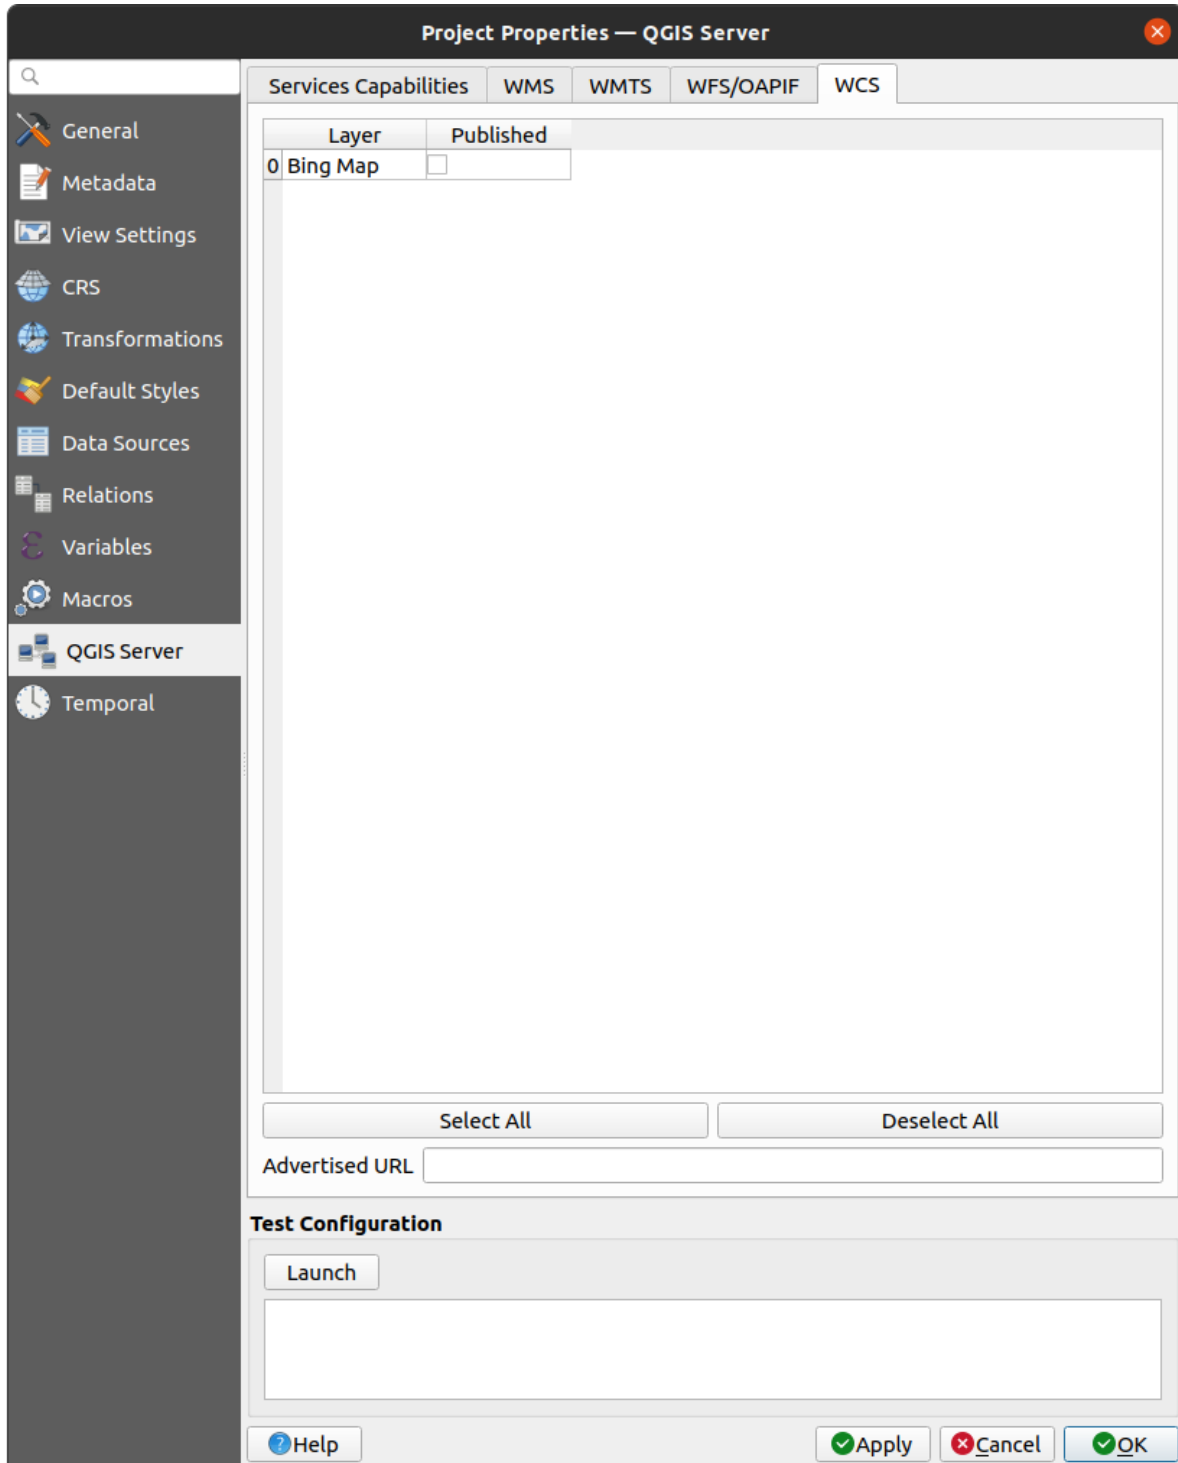 Project Properties — QGIS Server
Services Capabilities WMS WMTS WFS/OAPIF WCS
General
Metadata
View Settings
CRS
Transformations
Default Styles
Data Sources
Relations
Variables
Macros
QGIS Server
Temporal
Layer Published
0 Bing Map
Select All Deselect All
Advertised URL
Test Configuration
Launch
Help Apply Cancel OK